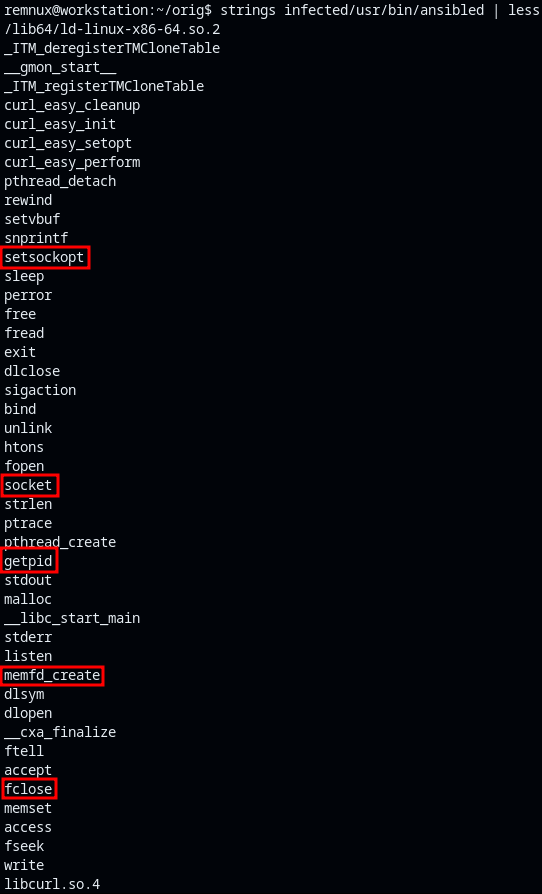 remnux@workstation:~/orig$ strings infected/usr/bin/ansibled | less
/lib64/ld-linux-x86-64.so.2
_ITM_deregisterTMCloneTable
__gmon_start__
_ITM_registerTMCloneTable
curl_easy_cleanup
curl_easy_init
curl_easy_setopt
curl_easy_perform
pthread_detach
rewind
setvbuf
snprintf
setsockopt
sleep
perror
free
fread
exit
dlclose
sigaction
bind
unlink
htons
fopen
socket
strlen
ptrace
pthread_create
getpid
stdout
malloc
__libc_start_main
stderr
listen
memfd_create
dlsym
dlopen
__cxa_finalize
ftell
accept
fclose
memset
access
fseek
write
libcurl.so.4